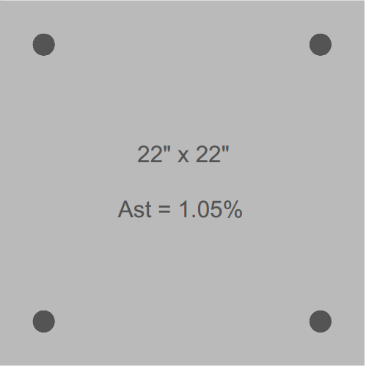 22" x 22"
Ast = 1.05%